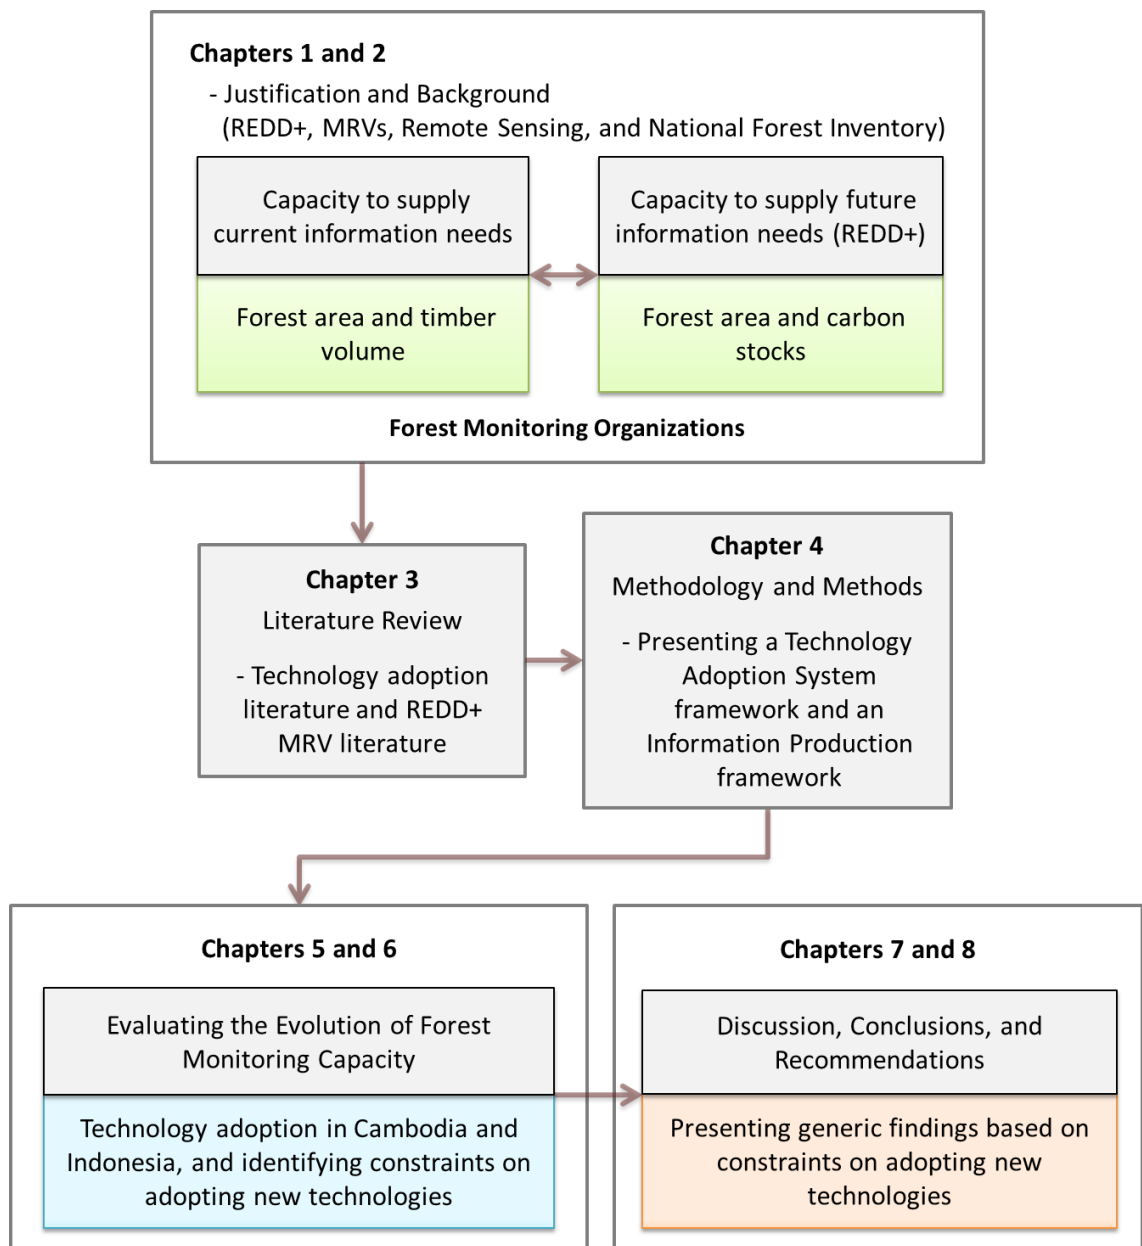 Chapters 1 and 2
- Justification and Background
(REDD+, MRVs, Remote Sensing, and National Forest Inventory)
Capacity to supply
current information needs
Forest area and timber
volume
Capacity to supply future
information needs (REDD+)
Forest area and carbon
stocks
Forest Monitoring Organizations
Chapter 3
Literature Review
- Technology adoption
literature and REDD+
MRV literature
Chapter 4
Methodology and Methods
- Presenting a Technology
Adoption System
framework and an
Information Production
framework
Chapters 5 and 6
Evaluating the Evolution of Forest
Monitoring Capacity
Technology adoption in Cambodia and
Indonesia, and identifying constraints on
adopting new technologies
Chapters 7 and 8
Discussion, Conclusions, and
Recommendations
Presenting generic findings based on
constraints on adopting new
technologies